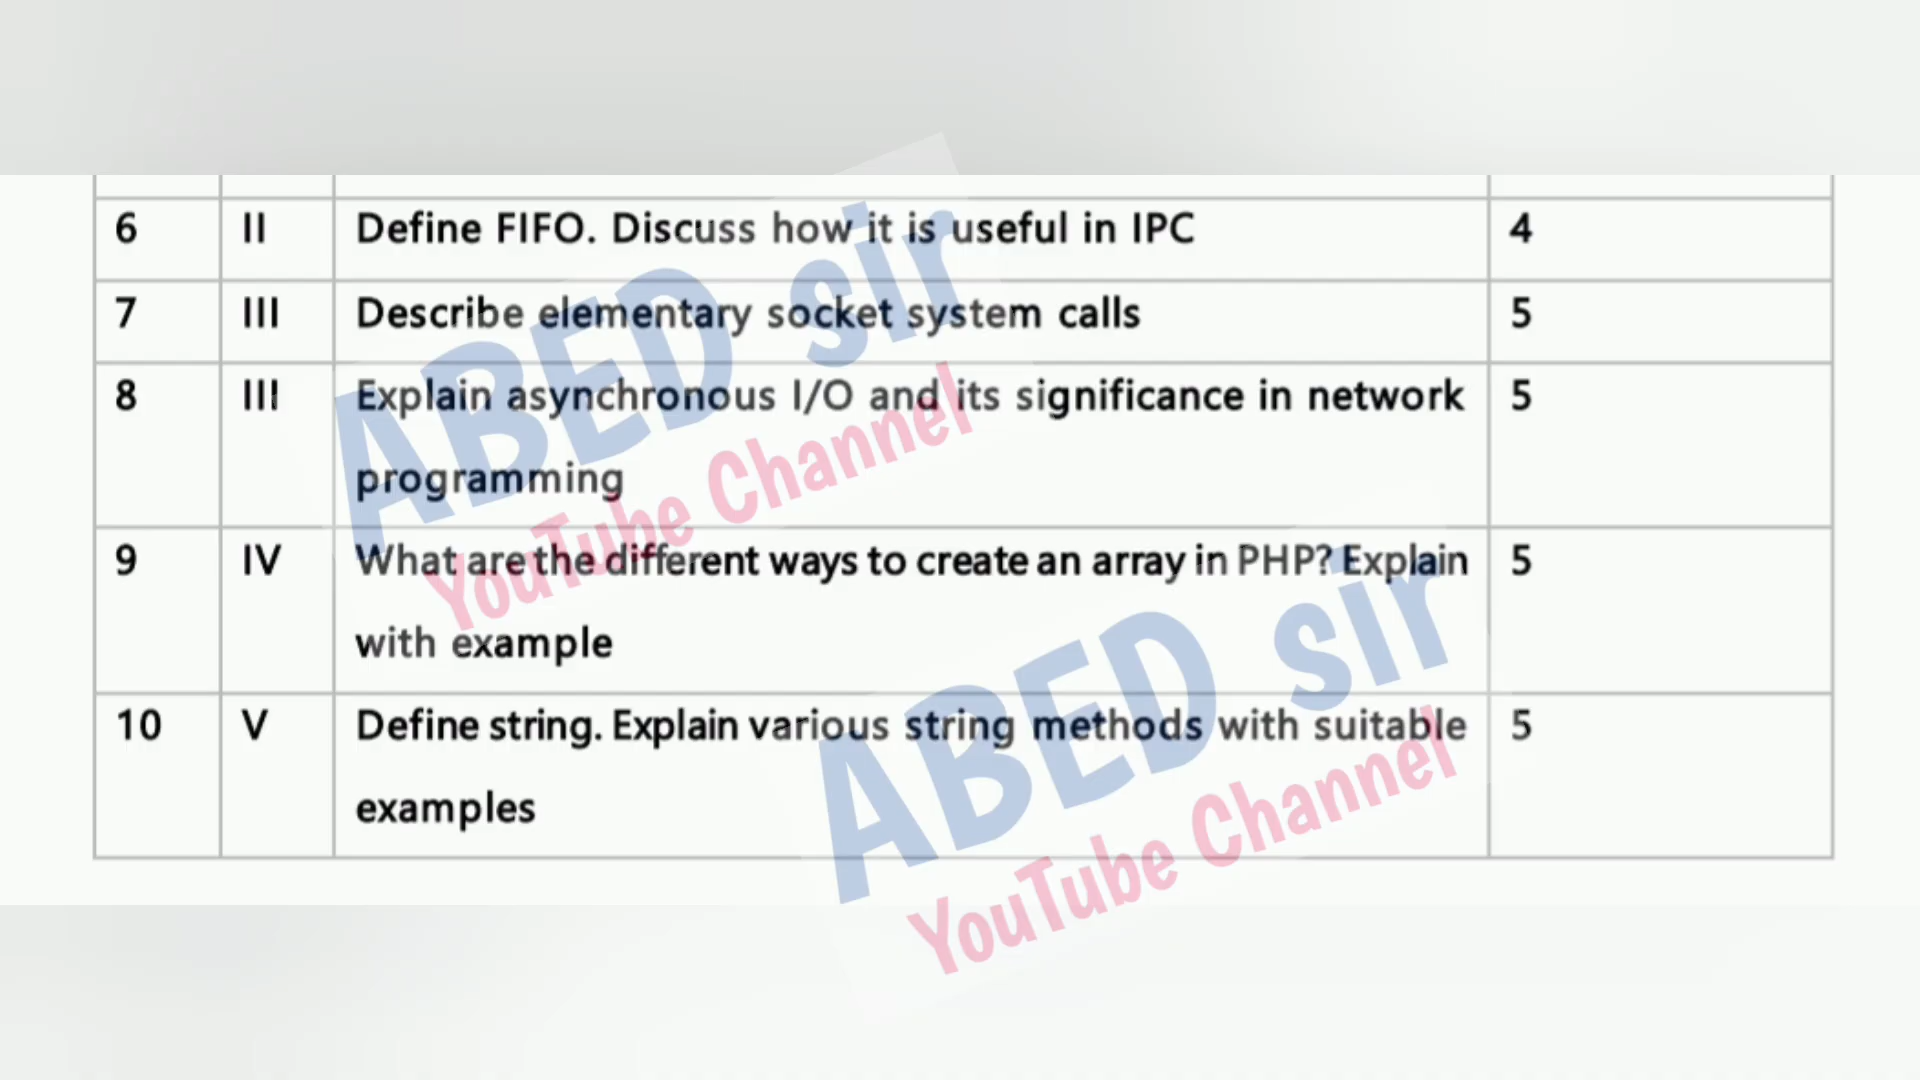 6 II Define FIFO. Discuss how it is useful in IPC 4
7 III Describe elementary socket system calls 5
8 III Explain asynchronous I/O and its significance in network 5
programming
9 IV What are the different ways to create an array in PHP? Explain 5
with example
10 V Define string. Explain various string methods with suitable 5
examples
ABED sir
YouTube Channel
ABED sir
YouTube Channel